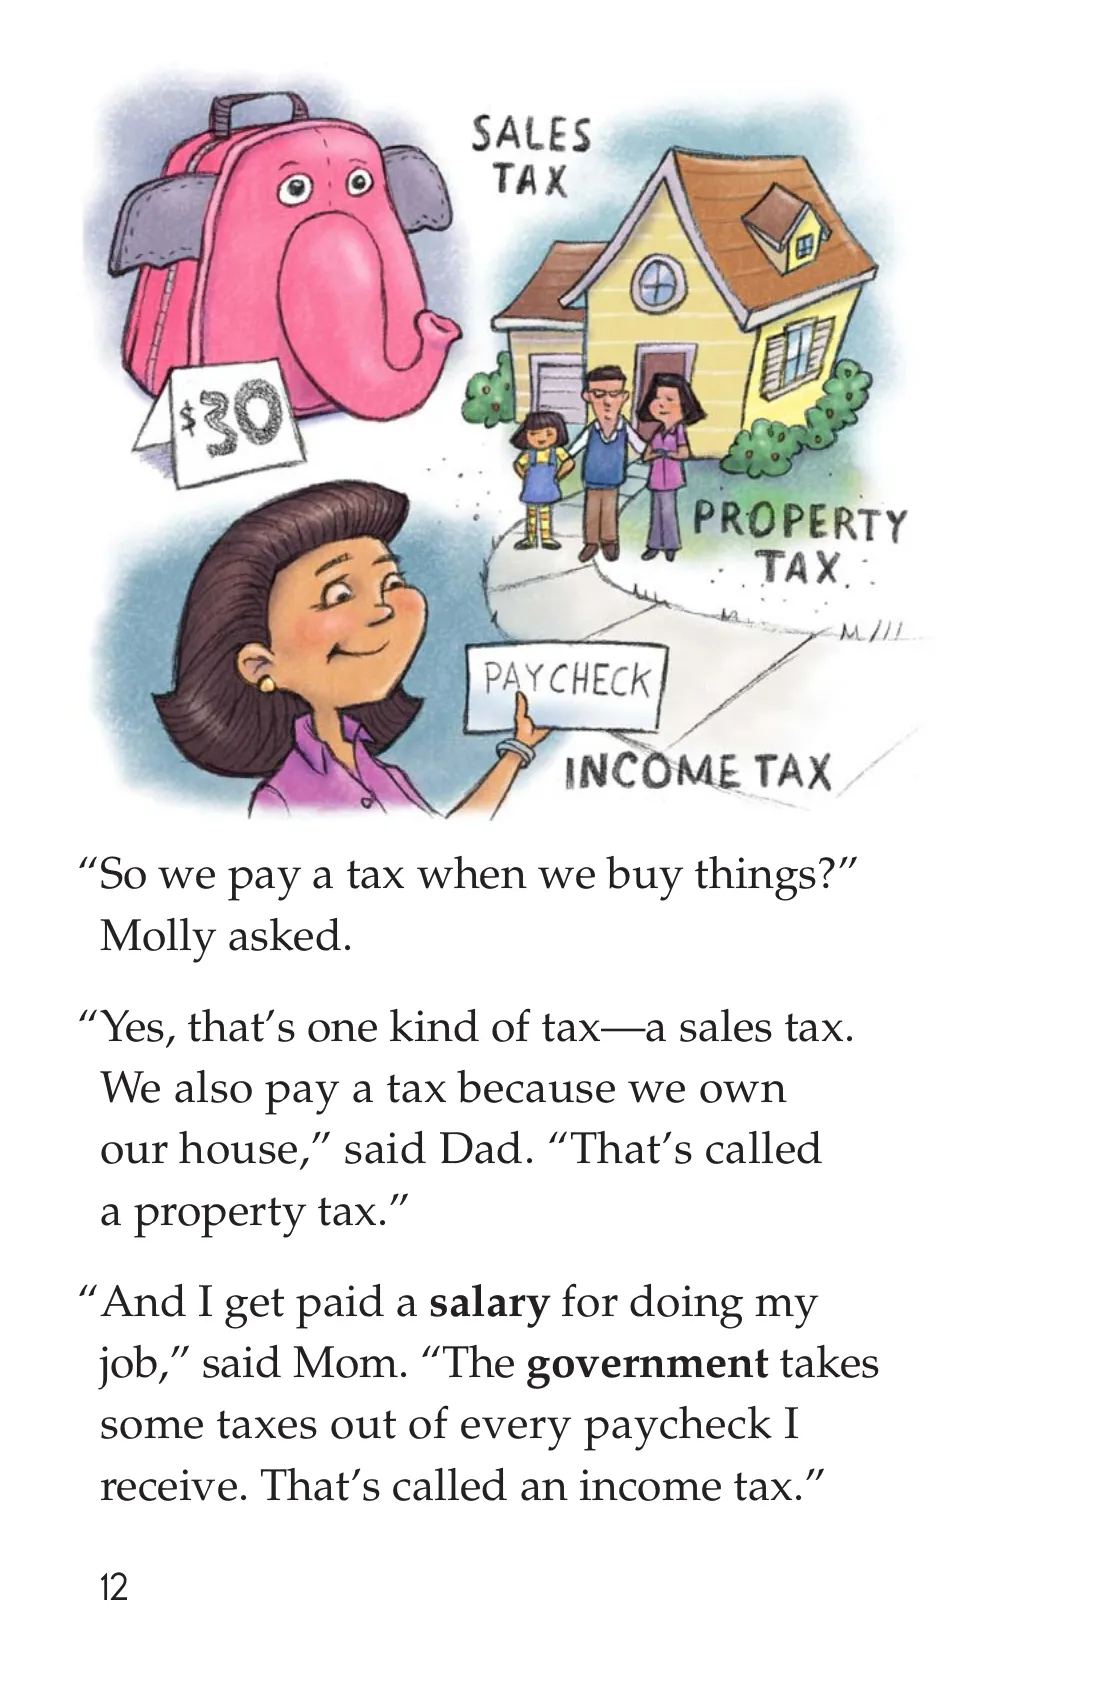 SALES
TAX
$30
PROPERTY
TAX
PAYCHECK
INCOME TAX
“So we pay a tax when we buy things?”
Molly asked.
“Yes, that’s one kind of tax—a sales tax.
We also pay a tax because we own
our house,” said Dad. “That’s called
a property tax.”
“And I get paid a salary for doing my
job,” said Mom. “The government takes
some taxes out of every paycheck I
receive. That’s called an income tax.”
12